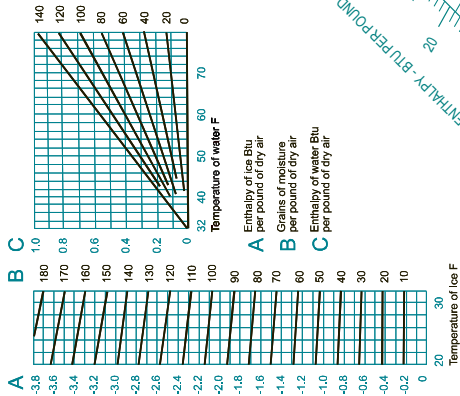 A B C
-3.8 180 1.0 140
-3.6 170 0.8 120
-3.4 160 0.6 100
-3.2 150 0.4 80
-3.0 140 0.2 60
-2.8 130 0 40
-2.6 120 20
-2.4 110 0
-2.2 100
-2.0 90
-1.8 80
-1.6 70
-1.4 60
-1.2 50
-1.0 40
-0.8 30
-0.6 20
-0.4 10
-0.2
0
20 30
Temperature of Ice F
32 40 50 60 70
Temperature of water F
A Enthalpy of ice Btu
per pound of dry air
B Grains of moisture
per pound of dry air
C Enthalpy of water Btu
per pound of dry air
ENTHALPY - BTU PER POUND
20